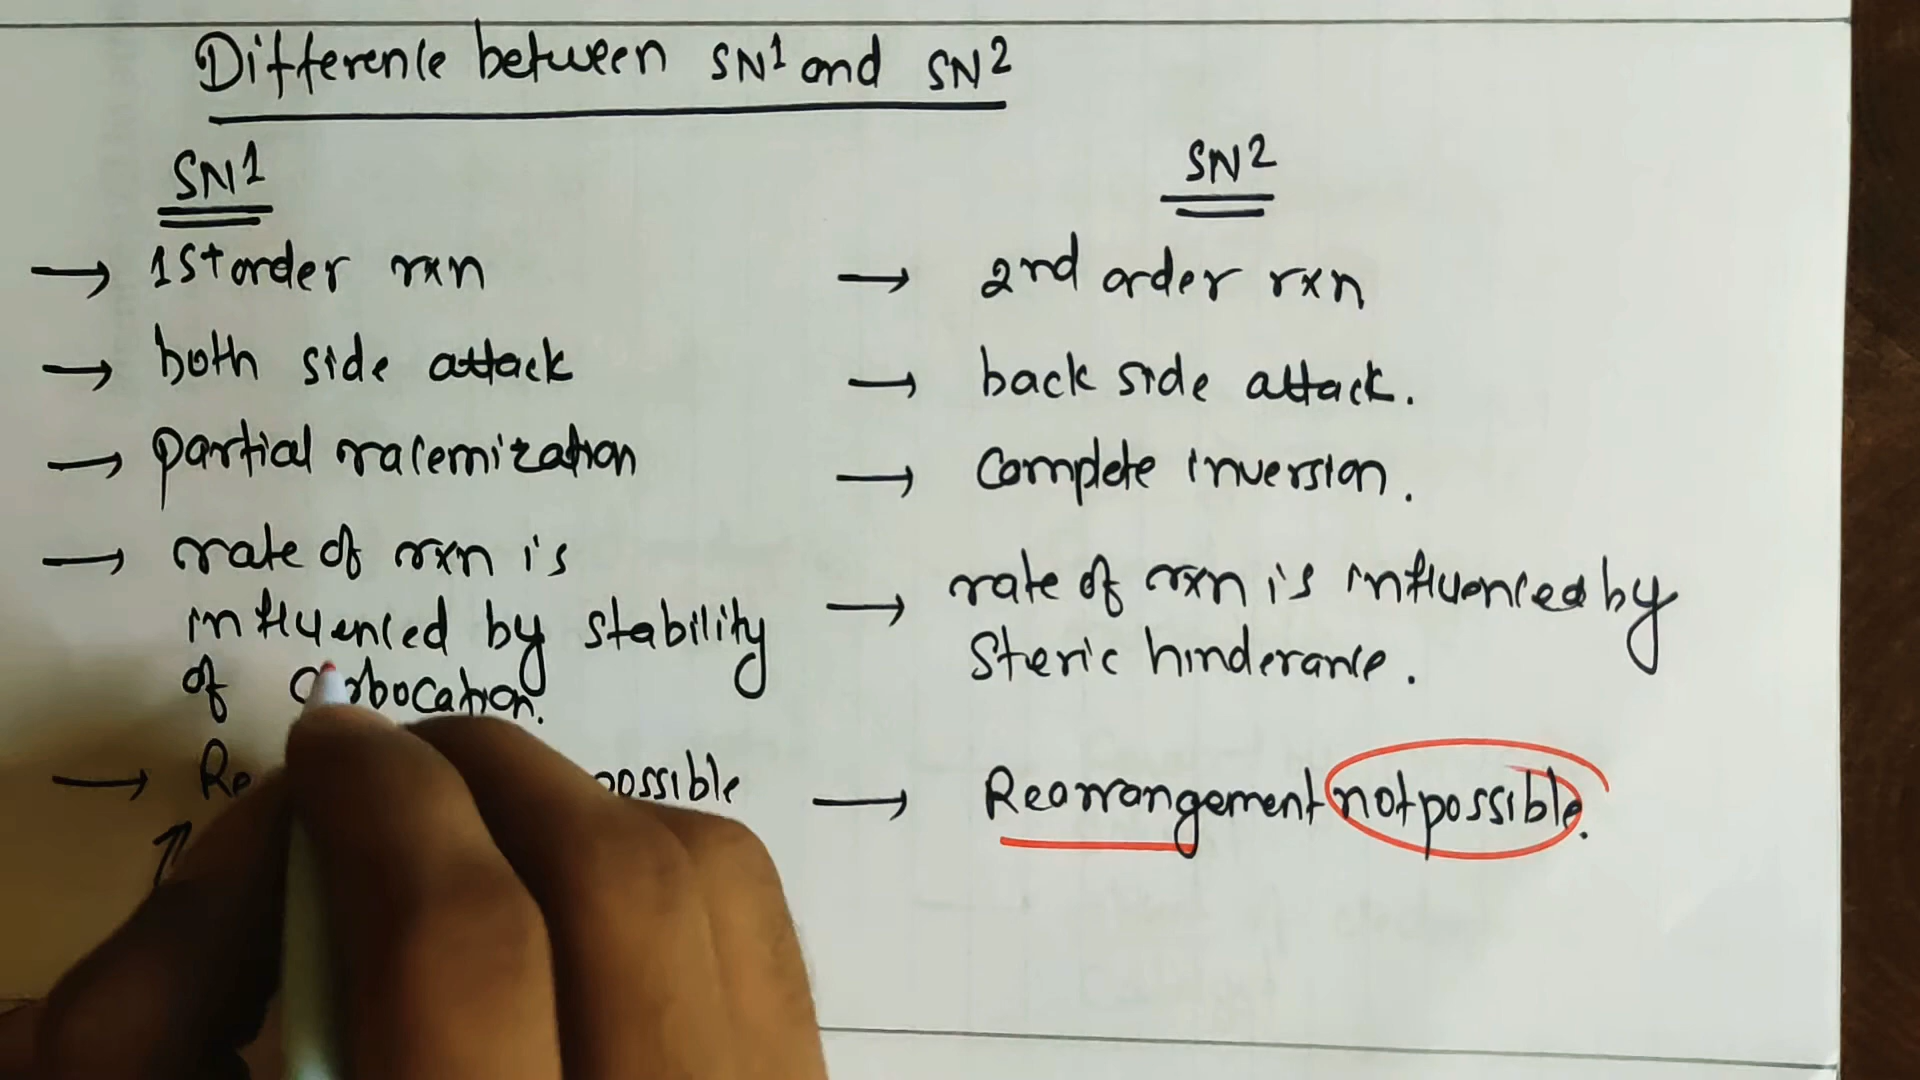 Difference between SN1 and SN2
SN1
→ 1st order rxn
→ both side attack
→ partial racemization
→ rate of rxn is
influenced by stability
of carbocation.
→ possible
SN2
→ 2nd order rxn
→ back side attack.
→ Complete inversion.
→ rate of rxn is influenced by
Steric hinderance.
→ Rearrangement not possible.